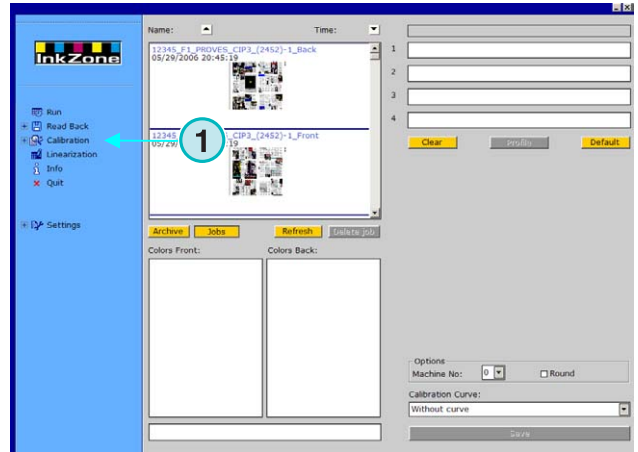 InkZone
Run
Read Back
Calibration
Linearization
Info
Quit
Settings
Name:
Time:
12345_F1_PROVES_CIP3_(2452)-1_Back
05/29/2006 20:45:19
12345 CIP3_(2452)-1_Front
05/29/ :19
1
Archive
Jobs
Refresh
Delete job
Colors Front:
Colors Back:
1
2
3
4
Clear
Profile
Default
Options
Machine No:
0
Round
Calibration Curve:
Without curve
Save